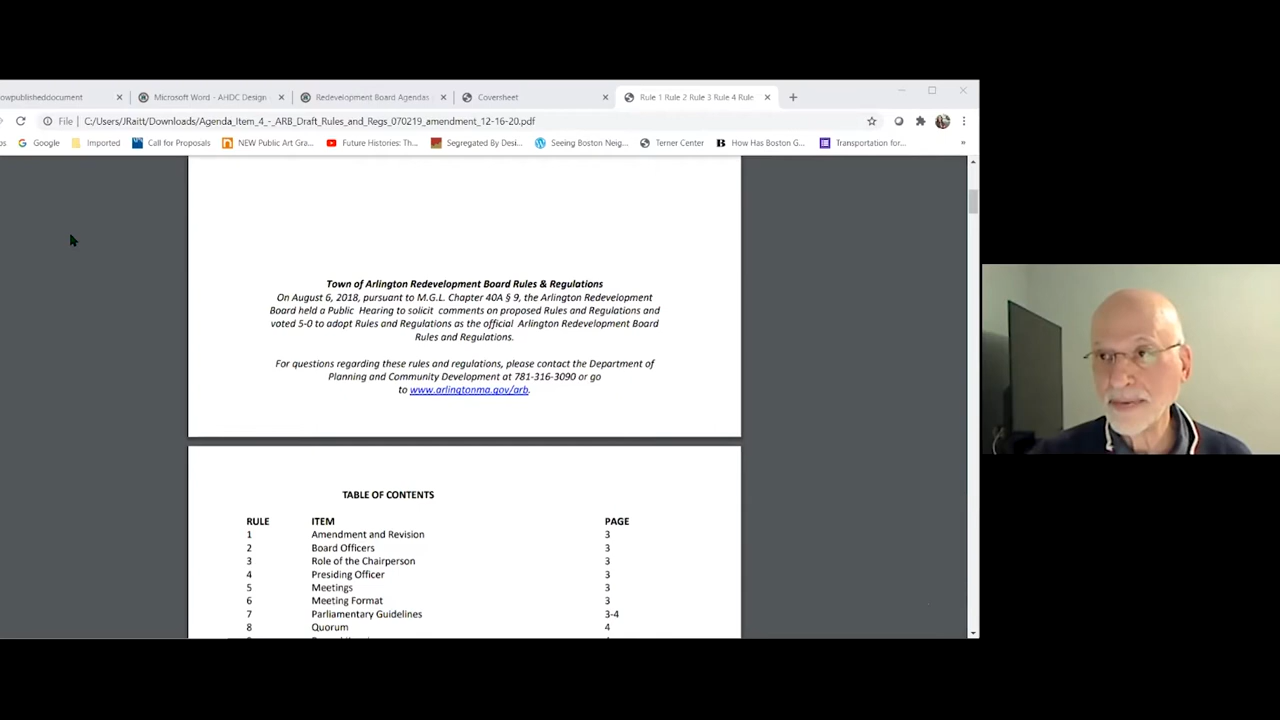 owpublisheddocument
Microsoft Word - AHDC Design
Redevelopment Board Agendas
Coversheet
Rule 1 Rule 2 Rule 3 Rule 4 Rule
File | C:/Users/JRaitt/Downloads/Agenda_Item_4_-_ARB_Draft_Rules_and_Regs_070219_amendment_12-16-20.pdf
ps Google Imported Call for Proposals NEW Public Art Gra... Future Histories: Th... Segregated By Desi... Seeing Boston Neig... Terner Center B How Has Boston G... Transportation for... »
Town of Arlington Redevelopment Board Rules & Regulations
On August 6, 2018, pursuant to M.G.L. Chapter 40A § 9, the Arlington Redevelopment
Board held a Public Hearing to solicit comments on proposed Rules and Regulations and
voted 5-0 to adopt Rules and Regulations as the official Arlington Redevelopment Board
Rules and Regulations.
For questions regarding these rules and regulations, please contact the Department of
Planning and Community Development at 781-316-3090 or go
to www.arlingtonma.gov/arb.
TABLE OF CONTENTS
RULE ITEM PAGE
1 Amendment and Revision 3
2 Board Officers 3
3 Role of the Chairperson 3
4 Presiding Officer 3
5 Meetings 3
6 Meeting Format 3
7 Parliamentary Guidelines 3-4
8 Quorum 4